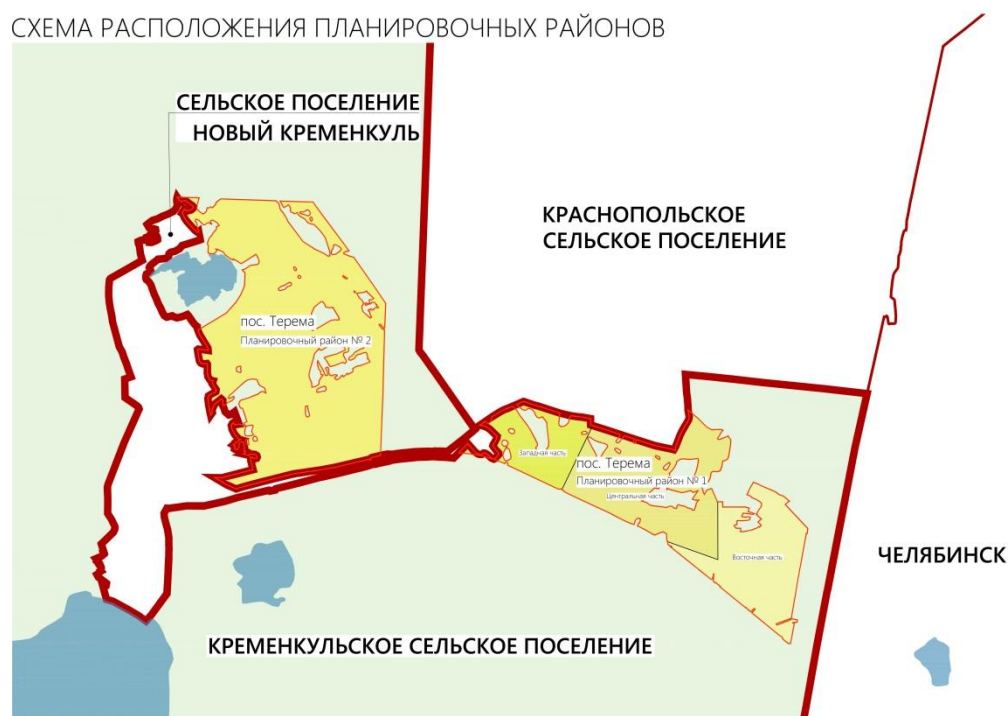 СХЕМА РАСПОЛОЖЕНИЯ ПЛАНИРОВОЧНЫХ РАЙОНОВ
СЕЛЬСКОЕ ПОСЕЛЕНИЕ
НОВЫЙ КРЕМЕНКУЛЬ
КРАСНОПОЛЬСКОЕ
СЕЛЬСКОЕ ПОСЕЛЕНИЕ
пос. Терема
Планировочный район № 2
Западная часть
пос. Терема
Планировочный район № 1
Центральная часть
Восточная часть
ЧЕЛЯБИНСК
КРЕМЕНКУЛЬСКОЕ СЕЛЬСКОЕ ПОСЕЛЕНИЕ